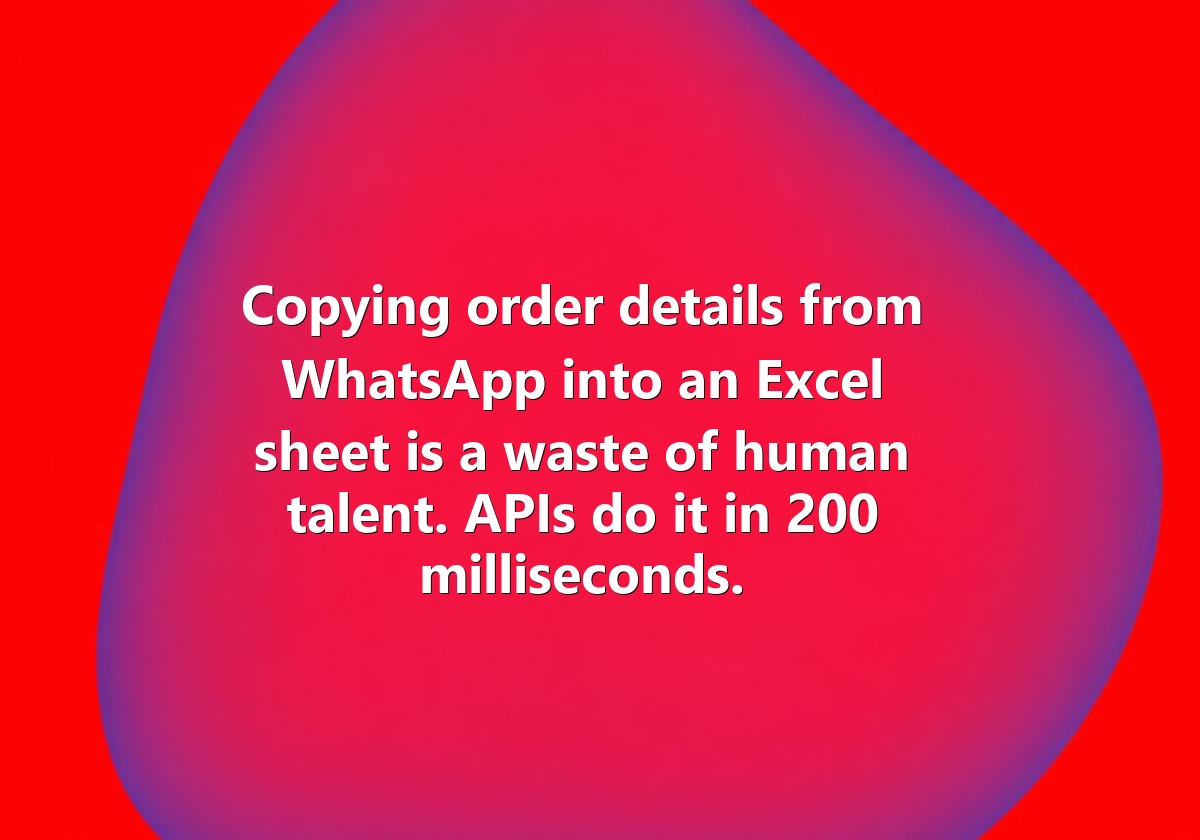 Copying order details from
WhatsApp into an Excel
sheet is a waste of human
talent. APIs do it in 200
milliseconds.